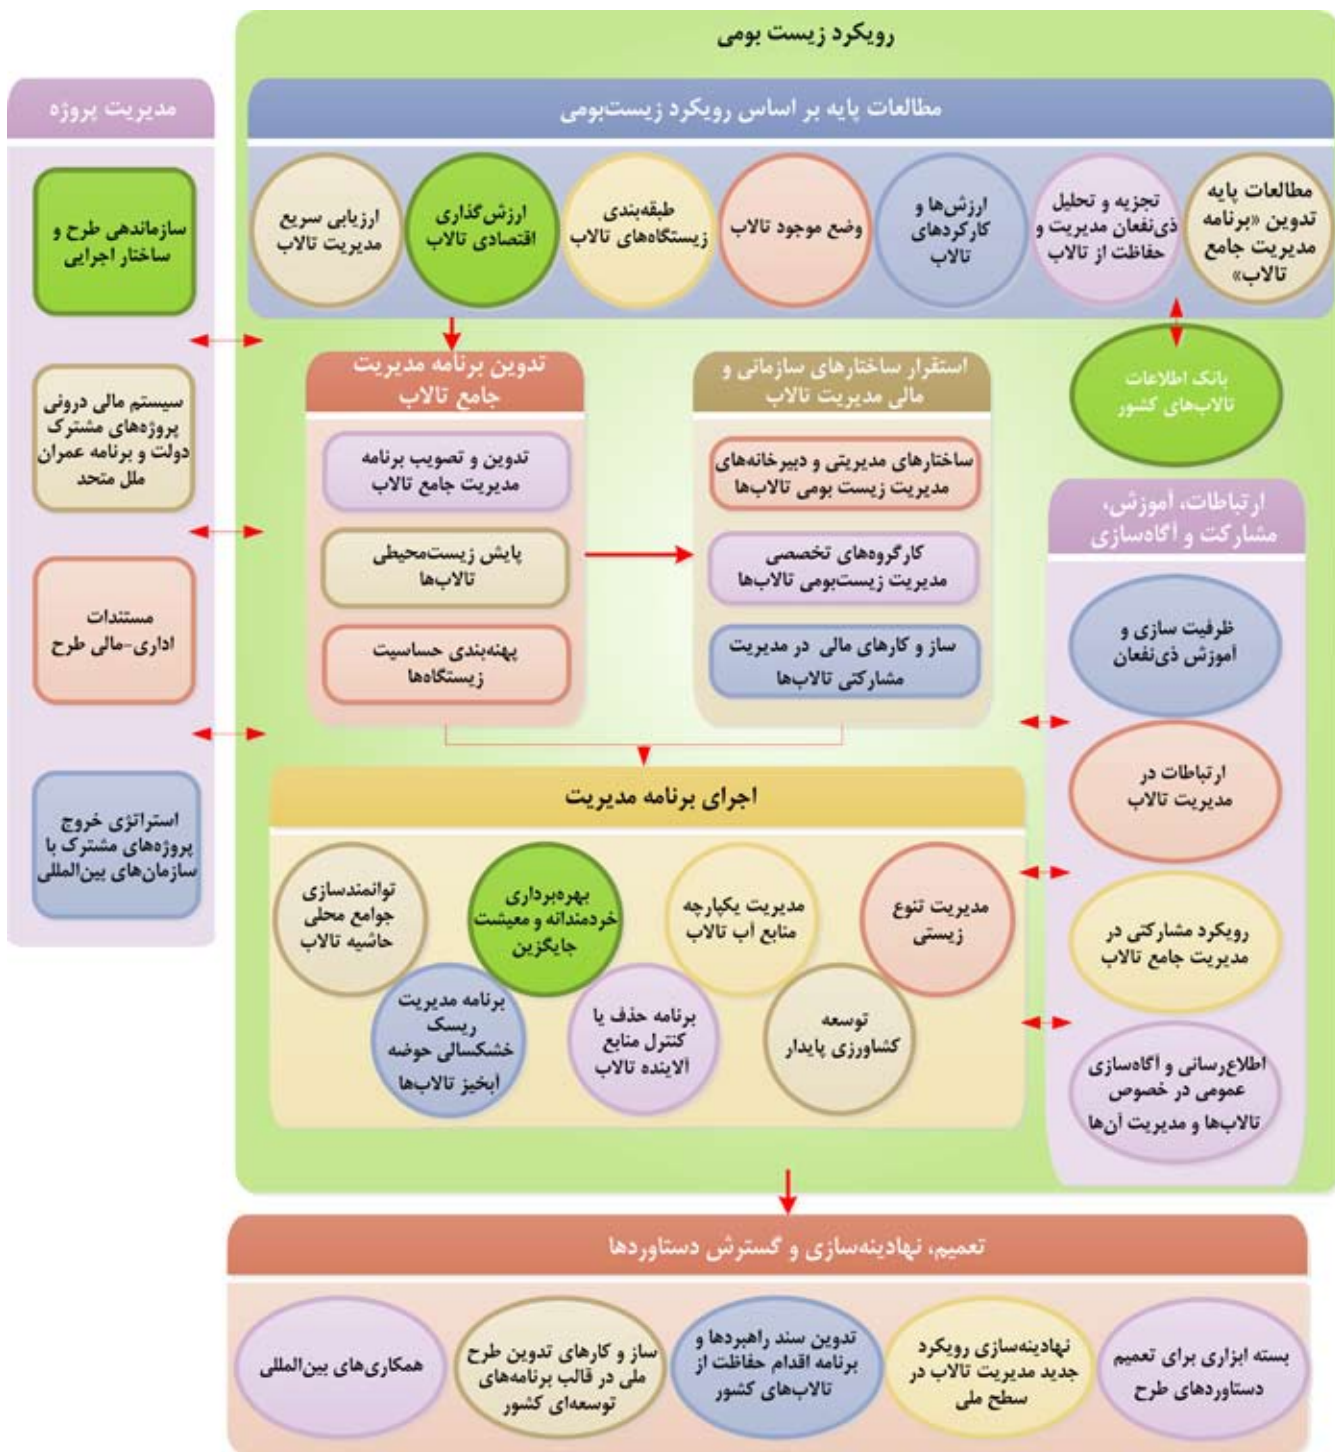 رویکرد زیست بومی
مطالعات پایه بر اساس رویکرد زیست‌بومی
مطالعات پایه
تدوین «برنامه
مدیریت جامع
تالاب»
تجزیه و تحلیل
ذی‌نفعان مدیریت و
حفاظت از تالاب
ارزش‌ها و
کارکردهای
تالاب
وضع موجود تالاب
طبقه‌بندی
زیستگاه‌های تالاب
ارزش‌گذاری
اقتصادی تالاب
ارزیابی سریع
مدیریت تالاب
بانک اطلاعات
تالاب‌های کشور
استقرار ساختارهای سازمانی و
مالی مدیریت تالاب
ساختارهای مدیریتی و دبیرخانه‌های
مدیریت زیست بومی تالاب‌ها
کارگروه‌های تخصصی
مدیریت زیست‌بومی تالاب‌ها
ساز و کارهای مالی در مدیریت
مشارکتی تالاب‌ها
تدوین برنامه مدیریت
جامع تالاب
تدوین و تصویب برنامه
مدیریت جامع تالاب
پایش زیست‌محیطی
تالاب‌ها
پهنه‌بندی حساسیت
زیستگاه‌ها
ارتباطات، آموزش،
مشارکت و آگاه‌سازی
ظرفیت سازی و
آموزش ذی‌نفعان
ارتباطات در
مدیریت تالاب
رویکرد مشارکتی در
مدیریت جامع تالاب
اطلاع‌رسانی و آگاه‌سازی
عمومی در خصوص
تالاب‌ها و مدیریت آن‌ها
اجرای برنامه مدیریت
مدیریت تنوع
زیستی
مدیریت یکپارچه
منابع آب تالاب
بهره‌برداری
خردمندانه و معیشت
جایگزین
توانمندسازی
جوامع محلی
حاشیه تالاب
توسعه
کشاورزی پایدار
برنامه حذف یا
کنترل منابع
آلاینده تالاب
برنامه مدیریت
ریسک
خشکسالی حوضه
آبخیز تالاب‌ها
مدیریت پروژه
سازماندهی طرح و
ساختار اجرایی
سیستم مالی درونی
پروژه‌های مشترک
دولت و برنامه عمران
ملل متحد
مستندات
اداری-مالی طرح
استراتژی خروج
پروژه‌های مشترک با
سازمان‌های بین‌المللی
تعمیم، نهادینه‌سازی و گسترش دستاوردها
بسته ابزاری برای تعمیم
دستاوردهای طرح
نهادینه‌سازی رویکرد
جدید مدیریت تالاب در
سطح ملی
تدوین سند راهبردها و
برنامه اقدام حفاظت از
تالاب‌های کشور
ساز و کارهای تدوین طرح
ملی در قالب برنامه‌های
توسعه‌ای کشور
همکاری‌های بین‌المللی